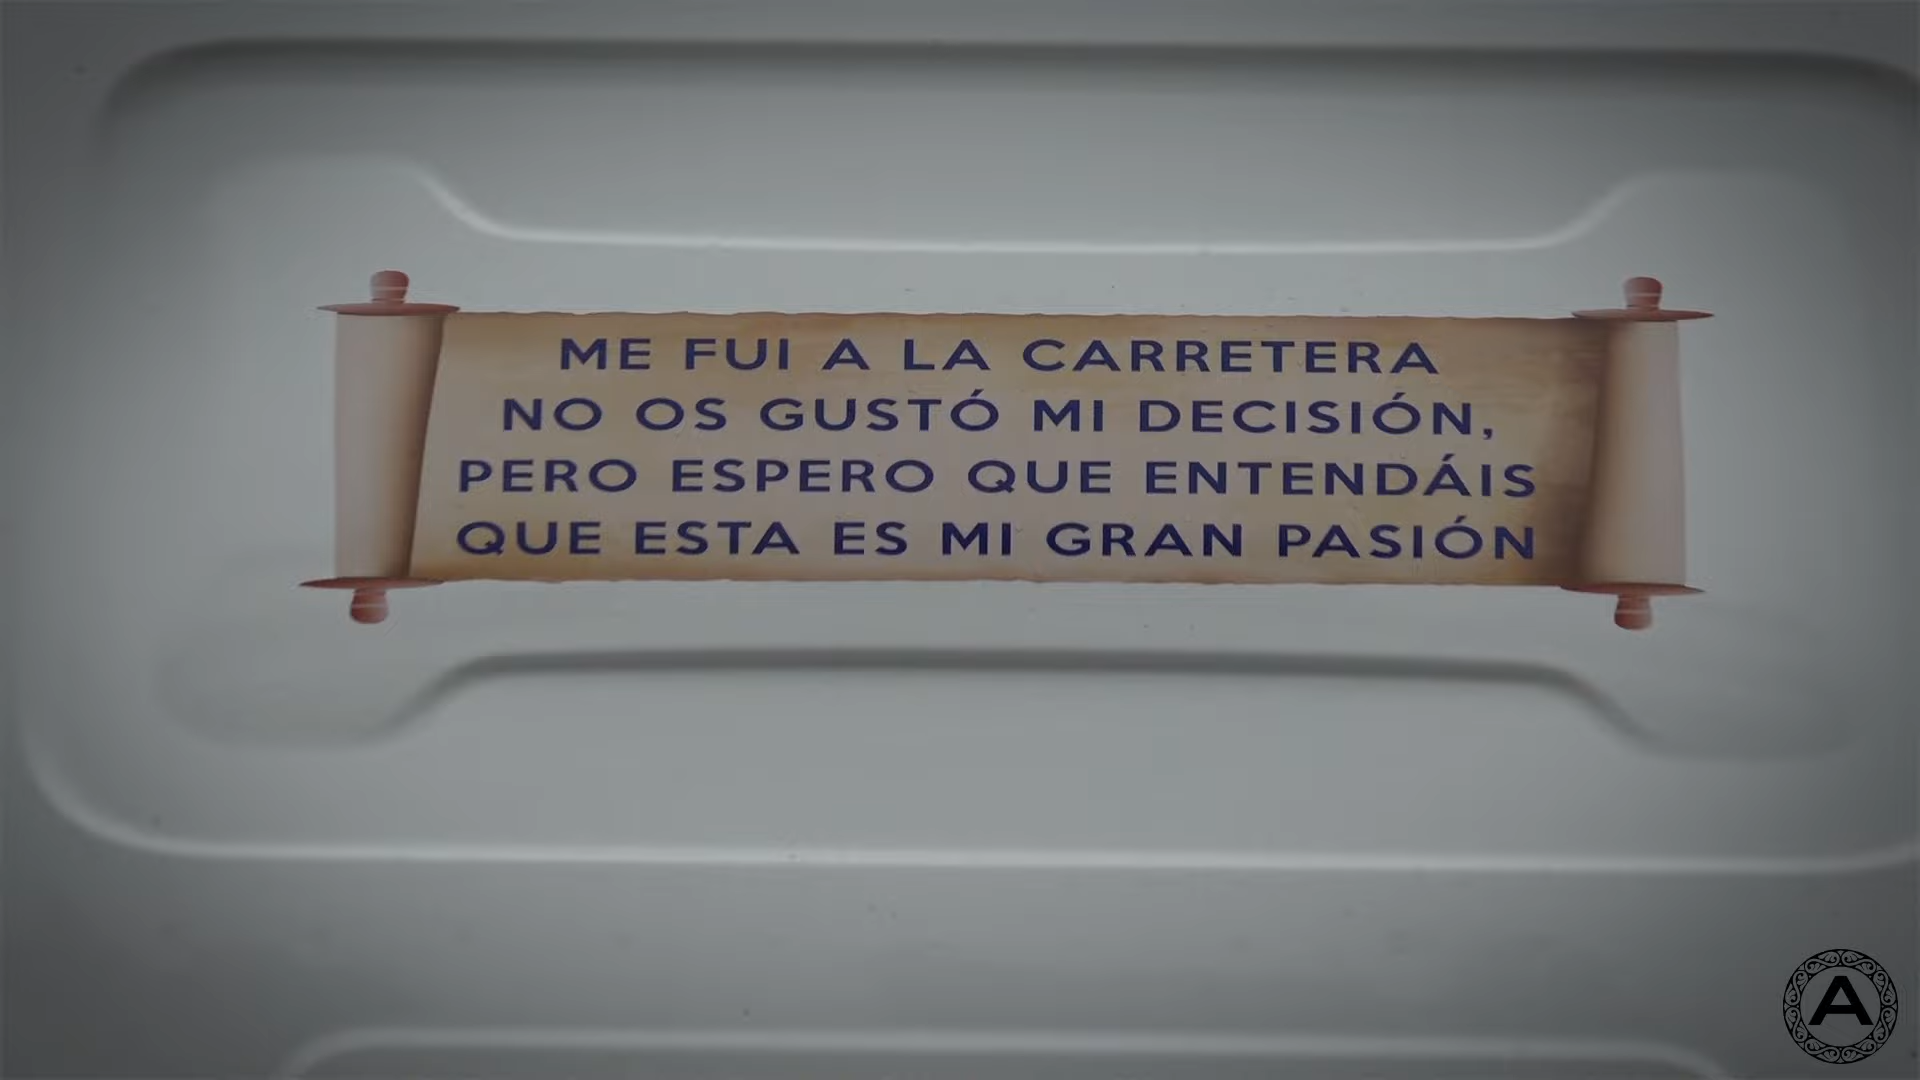 ME FUI A LA CARRETERA
NO OS GUSTÓ MI DECISIÓN,
PERO ESPERO QUE ENTENDÁIS
QUE ESTA ES MI GRAN PASIÓN
A